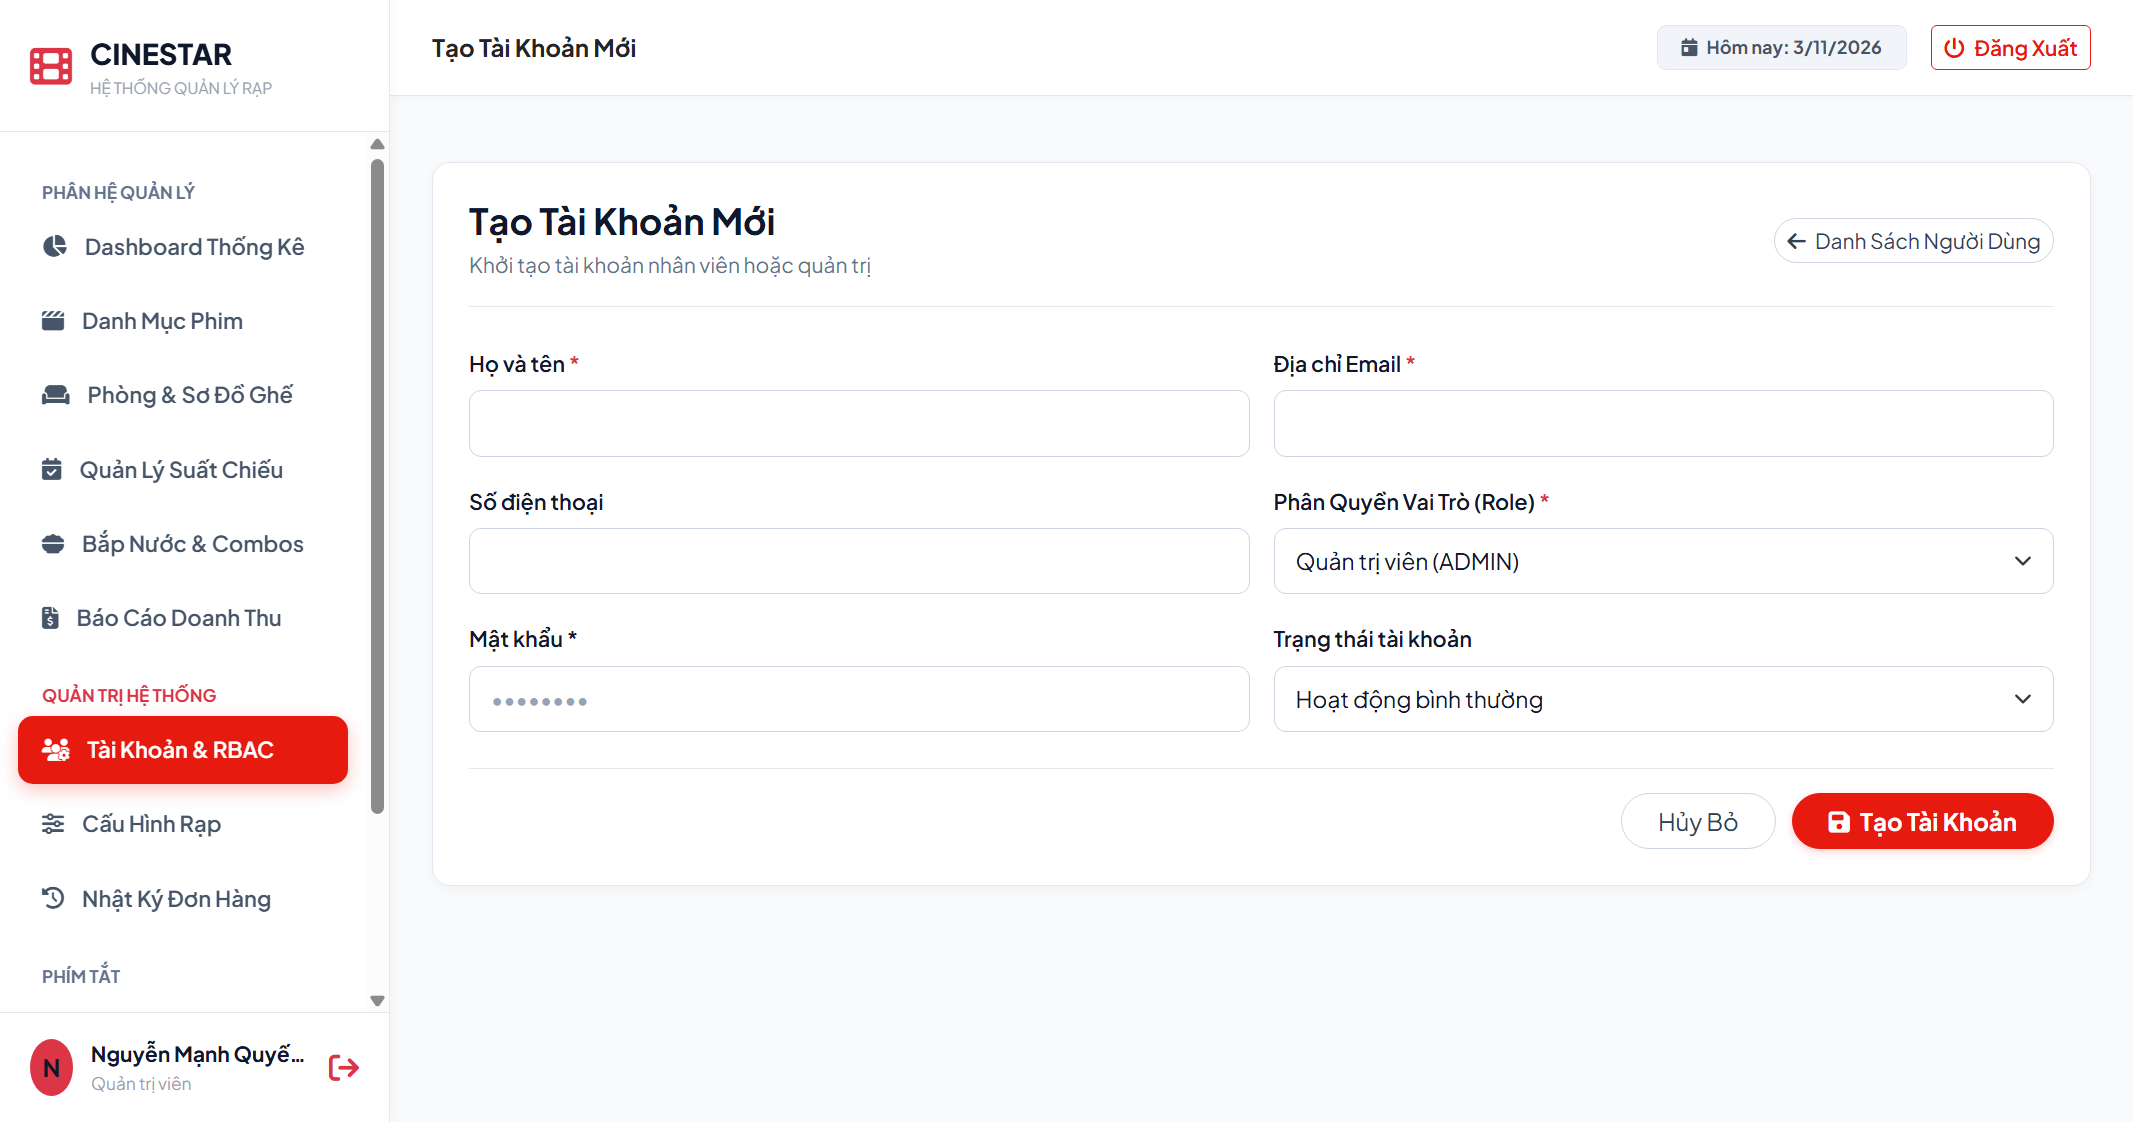 CINESTAR
HỆ THỐNG QUẢN LÝ RẠP
PHÂN HỆ QUẢN LÝ
Dashboard Thống Kê
Danh Mục Phim
Phòng & Sơ Đồ Ghế
Quản Lý Suất Chiếu
Bắp Nước & Combos
Báo Cáo Doanh Thu
QUẢN TRỊ HỆ THỐNG
Tài Khoản & RBAC
Cấu Hình Rạp
Nhật Ký Đơn Hàng
PHÍM TẮT
N
Nguyễn Mạnh Quyế...
Quản trị viên
Tạo Tài Khoản Mới
Hôm nay: 3/11/2026
Đăng Xuất
Tạo Tài Khoản Mới
Khởi tạo tài khoản nhân viên hoặc quản trị
Danh Sách Người Dùng
Họ và tên *
Địa chỉ Email *
Số điện thoại
Phân Quyền Vai Trò (Role) *
Quản trị viên (ADMIN)
Mật khẩu *
••••••••
Trạng thái tài khoản
Hoạt động bình thường
Hủy Bỏ
Tạo Tài Khoản